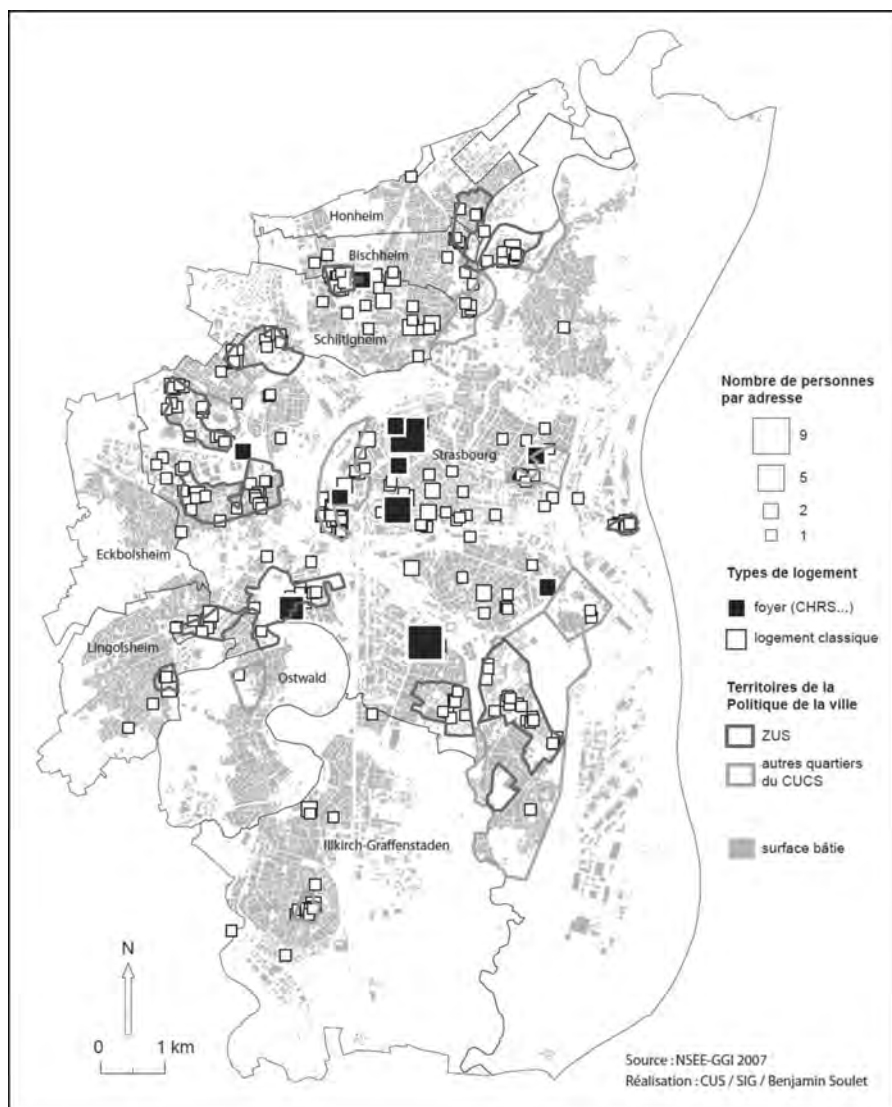 Honheim
Bischheim
Schiltigheim
Strasbourg
Eckbolsheim
Lingolsheim
Ostwald
Illkirch-Graffenstaden
Nombre de personnes
par adresse
9
5
2
1
Types de logement
foyer (CHRS...)
logement classique
Territoires de la
Politique de la ville
ZUS
autres quartiers
du CUCS
surface bâtie
N
0 1 km
Source : NSEE-GGI 2007
Réalisation : CUS / SIG / Benjamin Soulet